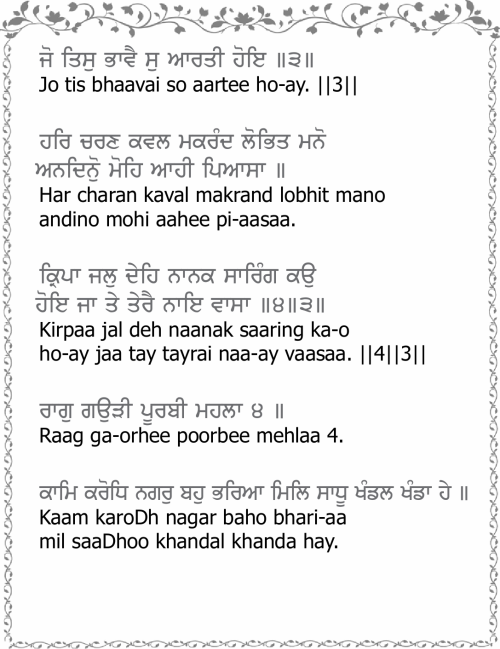 ਜੋ ਤਿਸੁ ਭਾਵੈ ਸੁ ਆਰਤੀ ਹੋਇ ॥੩॥
Jo tis bhaavai so aartee ho-ay. ||3||
ਹਰਿ ਚਰਣ ਕਵਲ ਮਕਰੰਦ ਲੋਭਿਤ ਮਨੋ
ਅਨਦਿਨੋੁ ਮੋਹਿ ਆਹੀ ਪਿਆਸਾ ॥
Har charan kaval makrand lobhit mano
andino mohi aahee pi-aasaa.
ਕ੍ਰਿਪਾ ਜਲੁ ਦੇਹਿ ਨਾਨਕ ਸਾਰਿੰਗ ਕਉ
ਹੋਇ ਜਾ ਤੇ ਤੇਰੈ ਨਾਇ ਵਾਸਾ ॥੪॥੩॥
Kirpaa jal deh naanak saaring ka-o
ho-ay jaa tay tayrai naa-ay vaasaa. ||4||3||
ਰਾਗੁ ਗਉੜੀ ਪੂਰਬੀ ਮਹਲਾ ੪ ॥
Raag ga-orhee poorbee mehlaa 4.
ਕਾਮਿ ਕਰੋਧਿ ਨਗਰੁ ਬਹੁ ਭਰਿਆ ਮਿਲਿ ਸਾਧੂ ਖੰਡਲ ਖੰਡਾ ਹੇ ॥
Kaam karoDh nagar baho bhari-aa
mil saaDhoo khandal khanda hay.